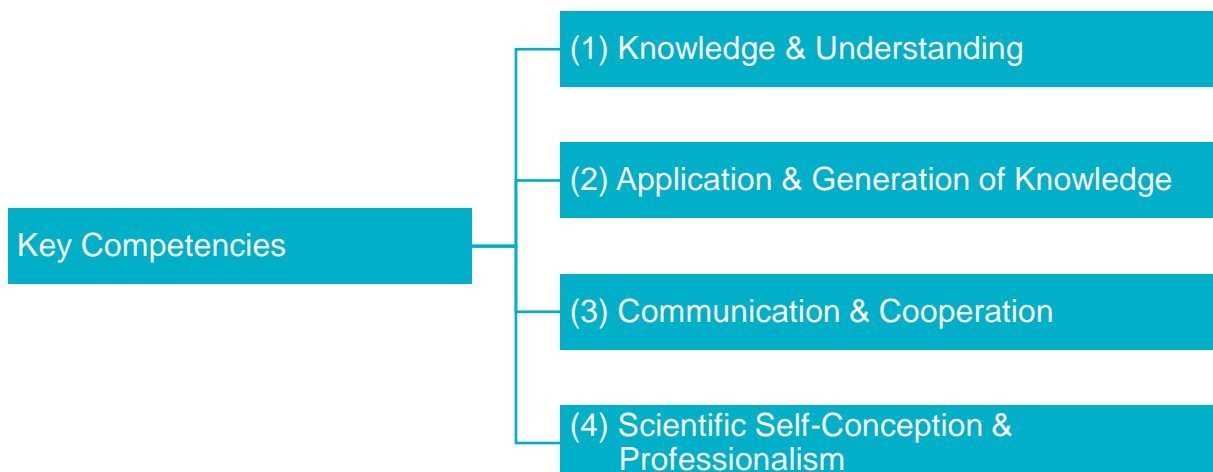 Key Competencies
(1) Knowledge & Understanding
(2) Application & Generation of Knowledge
(3) Communication & Cooperation
(4) Scientific Self-Conception &
Professionalism